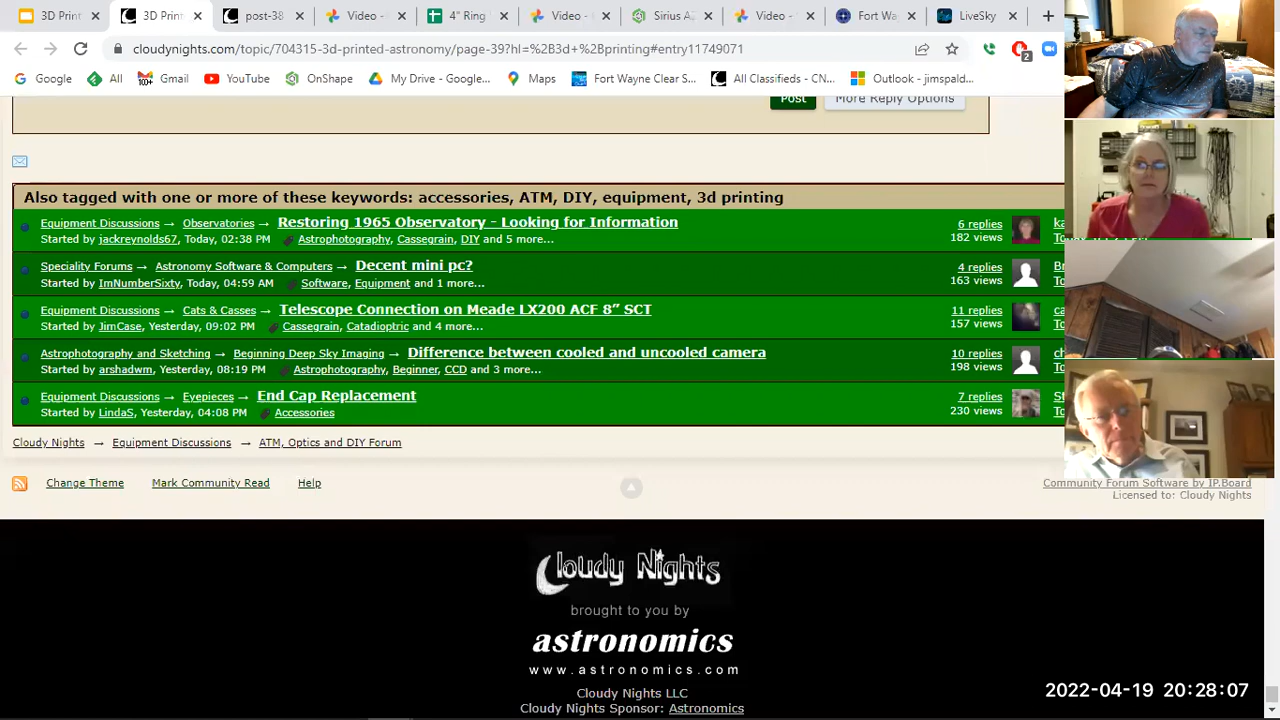 3D Prin
3D Prin
post-38
Video -
4" Ring
Video -
Sirius AZ
Video -
Fort Way
LiveSky
cloudynights.com/topic/704315-3d-printed-astronomy/page-39?hl=%2B3d+%2Bprinting#entry11749071
2
Google
All
100+
Gmail
YouTube
OnShape
My Drive - Google...
Maps
Fort Wayne Clear S...
All Classifieds - CN...
Outlook - jimspald...
Post
More Reply Options
Also tagged with one or more of these keywords: accessories, ATM, DIY, equipment, 3d printing
Equipment Discussions → Observatories → Restoring 1965 Observatory - Looking for Information
6 replies
Started by jackreynolds67, Today, 02:38 PM Astrophotography, Cassegrain, DIY and 5 more...
182 views
Speciality Forums → Astronomy Software & Computers → Decent mini pc?
4 replies
Started by ImNumberSixty, Today, 04:59 AM Software, Equipment and 1 more...
163 views
Equipment Discussions → Cats & Casses → Telescope Connection on Meade LX200 ACF 8” SCT
11 replies
Started by JimCase, Yesterday, 09:02 PM Cassegrain, Catadioptric and 4 more...
157 views
Astrophotography and Sketching → Beginning Deep Sky Imaging → Difference between cooled and uncooled camera
10 replies
Started by arshadwm, Yesterday, 08:19 PM Astrophotography, Beginner, CCD and 3 more...
198 views
Equipment Discussions → Eyepieces → End Cap Replacement
7 replies
Started by LindaS, Yesterday, 04:08 PM Accessories
230 views
Cloudy Nights → Equipment Discussions → ATM, Optics and DIY Forum
Change Theme
Mark Community Read
Help
Community Forum Software by IP.Board
Licensed to: Cloudy Nights
Cloudy Nights
brought to you by
astronomics
www.astronomics.com
Cloudy Nights LLC
Cloudy Nights Sponsor: Astronomics
2022-04-19 20:28:07